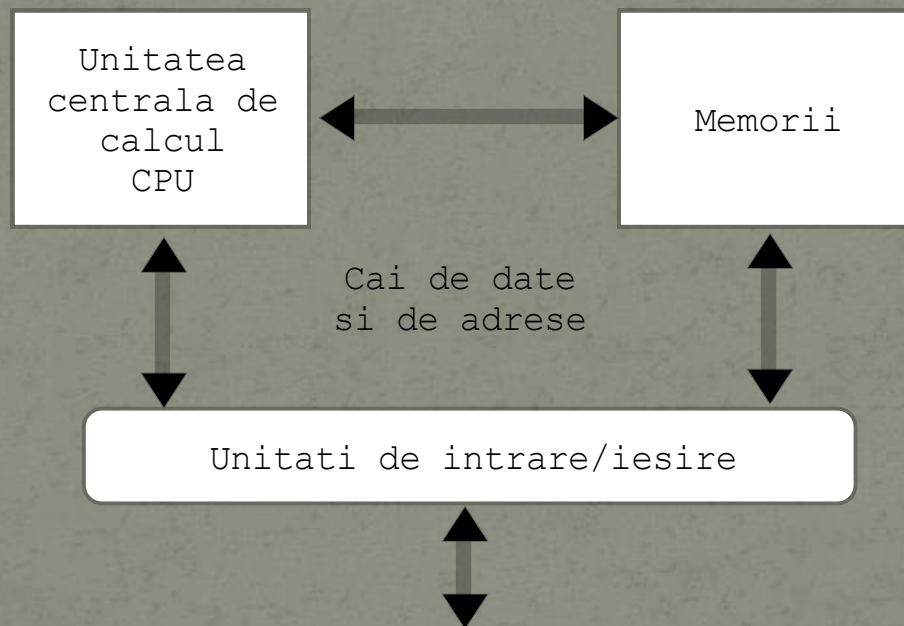 Unitatea
centrala de
calcul
CPU
Memorii
Cai de date
si de adrese
Unitati de intrare/iesire